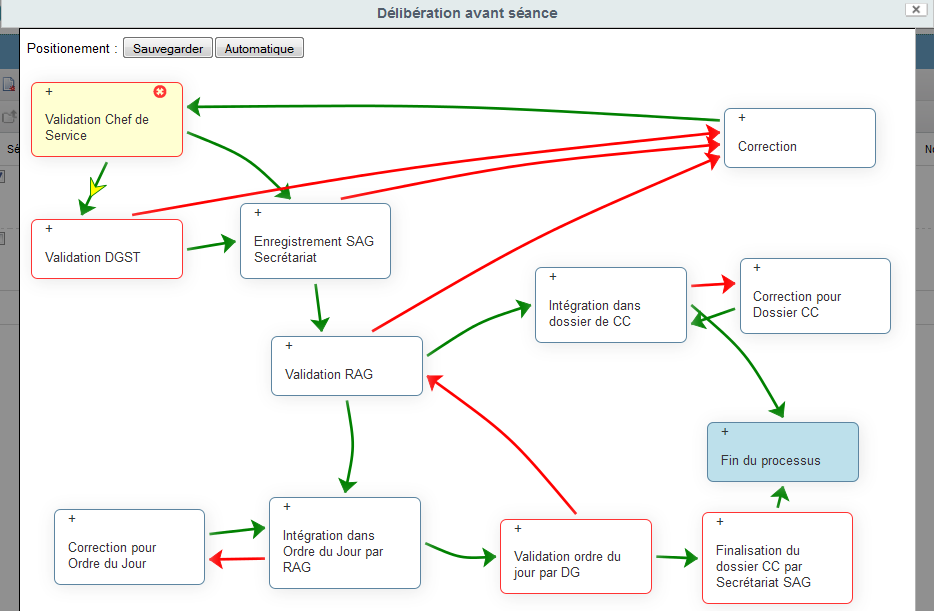 Délibération avant séance
Positionement : Sauvegarder Automatique
+
Validation Chef de
Service
+
Correction
+
Validation DGST
+
Enregistrement SAG
Secrétariat
+
Intégration dans
dossier de CC
+
Correction pour
Dossier CC
+
Validation RAG
+
Fin du processus
+
Correction pour
Ordre du Jour
+
Intégration dans
Ordre du Jour par
RAG
+
Validation ordre du
jour par DG
+
Finalisation du
dossier CC par
Secrétariat SAG